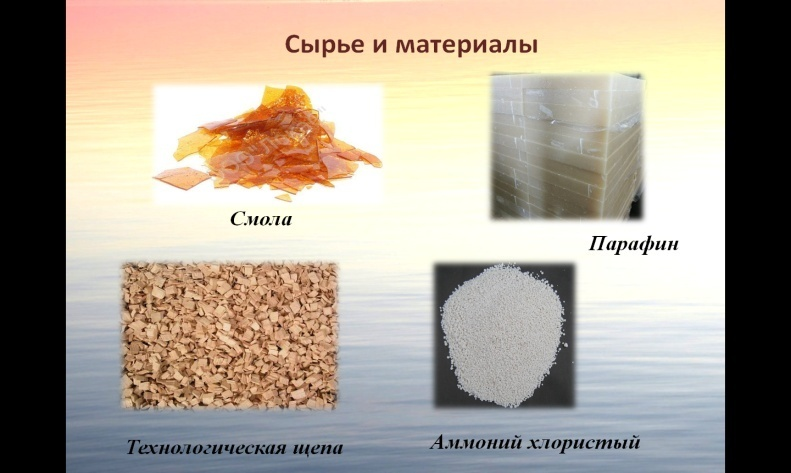 Сырье и материалы
Смола
Парафин
Технологическая щепа
Аммоний хлористый